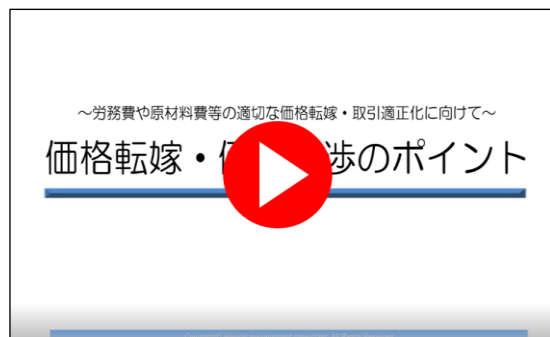 ~労務費や原材料費等の適切な価格転嫁・取引適正化に向けて~
価格転嫁・価 渉のポイント